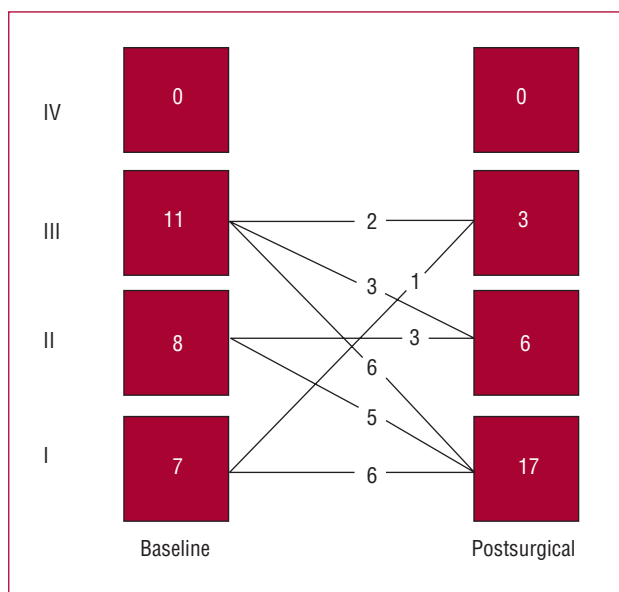 IV 0 0
III 11 2 3
1
3
II 8 3 6
6
5
I 7 6 17
Baseline Postsurgical